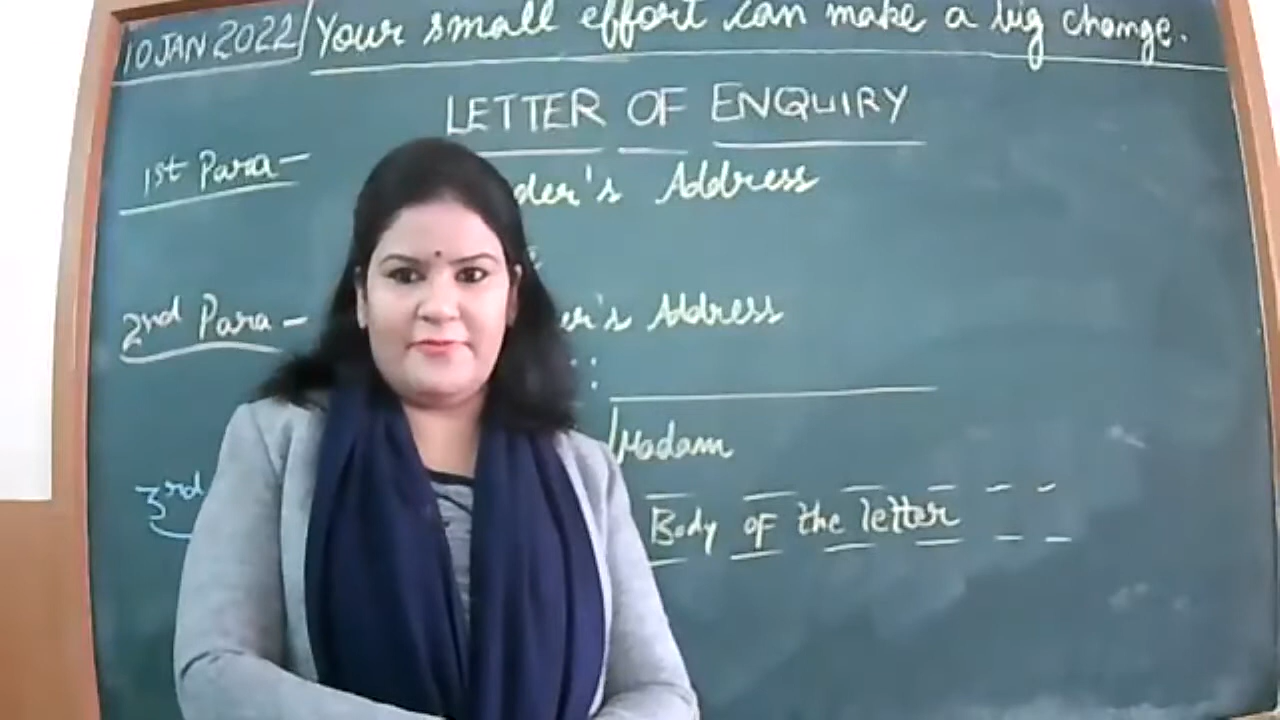 10 JAN 2022 Your small effort can make a big change.
LETTER OF ENQUIRY
1st Para - der's Address
2nd Para - er's Address
:
Madam
3rd
Body of the letter